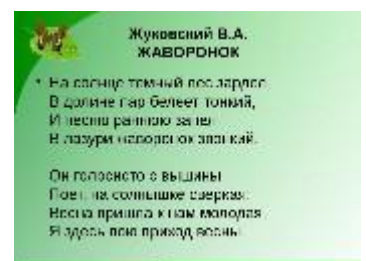 Жуковский В.А.
ЖАВОРОНОК
• На солнце темный лес зардел,
В долине пар белеет тонкий,
И песню раннюю запел
В лазури жаворонок звонкий.
Он голосисто с вышины
Поет, на солнышке сверкая:
Весна пришла к нам молодая,
Я здесь пою приход весны